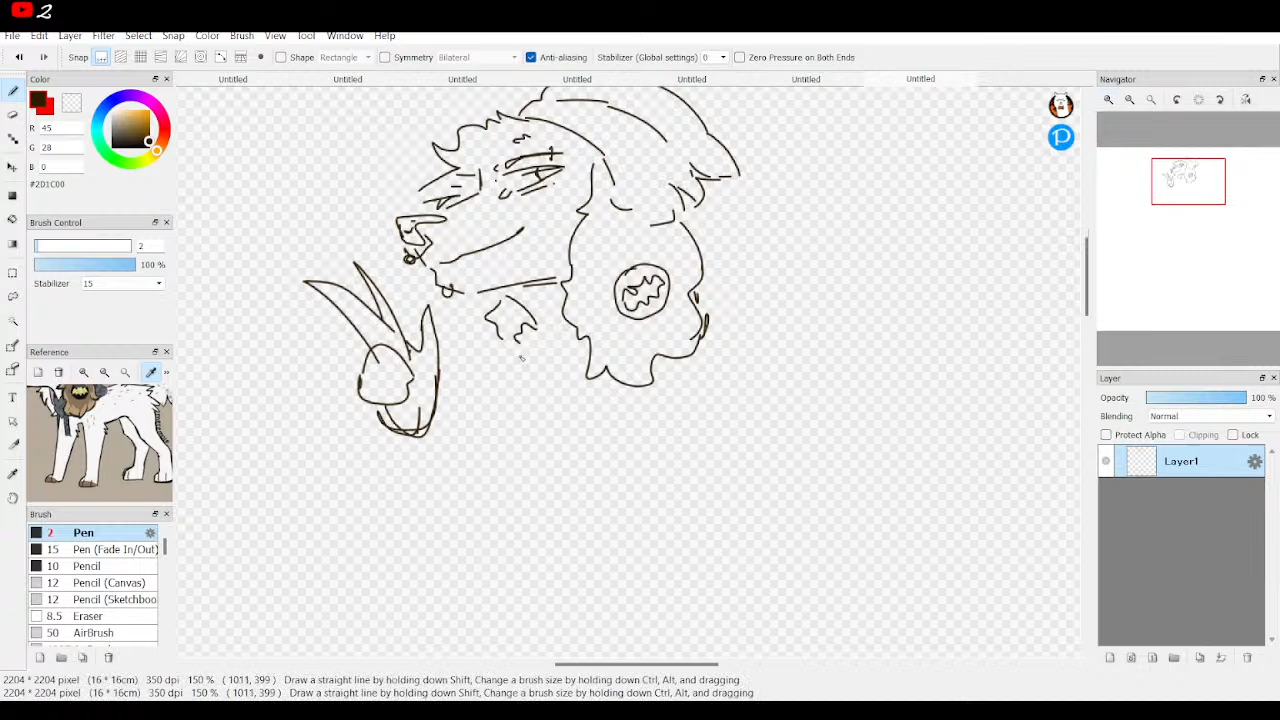 2
File Edit Layer Filter Select Snap Color Brush View Tool Window Help
Snap Shape Rectangle Symmetry Bilateral Anti-aliasing Stabilizer (Global settings) 0 Zero Pressure on Both Ends
Color
Untitled Untitled Untitled Untitled Untitled Untitled Untitled
Navigator
R 45
G 28
B 0
#2D1C00
Brush Control
2
100 %
Stabilizer 15
Reference
»
Brush
2 Pen
15 Pen (Fade In/Out)
10 Pencil
12 Pencil (Canvas)
12 Pencil (Sketchboo
8.5 Eraser
50 AirBrush
P
Layer
Opacity 100 %
Blending Normal
Protect Alpha Clipping Lock
Layer1
2204 * 2204 pixel (16 * 16cm) 350 dpi 150 % ( 1011, 399 ) Draw a straight line by holding down Shift, Change a brush size by holding down Ctrl, Alt, and dragging
2204 * 2204 pixel (16 * 16cm) 350 dpi 150 % ( 1011, 399 ) Draw a straight line by holding down Shift, Change a brush size by holding down Ctrl, Alt, and dragging